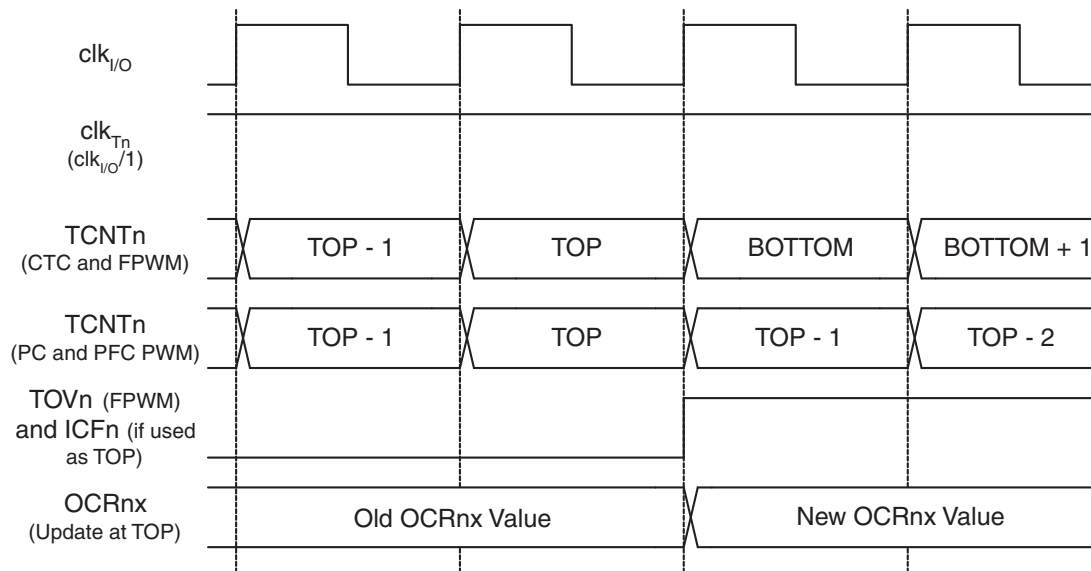 clkI/O
clkTn
(clkI/O/1)
TCNTn
(CTC and FPWM)
TOP - 1
TOP
BOTTOM
BOTTOM + 1
TCNTn
(PC and PFC PWM)
TOP - 1
TOP
TOP - 1
TOP - 2
TOVn (FPWM)
and ICFn (if used
as TOP)
OCRnx
(Update at TOP)
Old OCRnx Value
New OCRnx Value